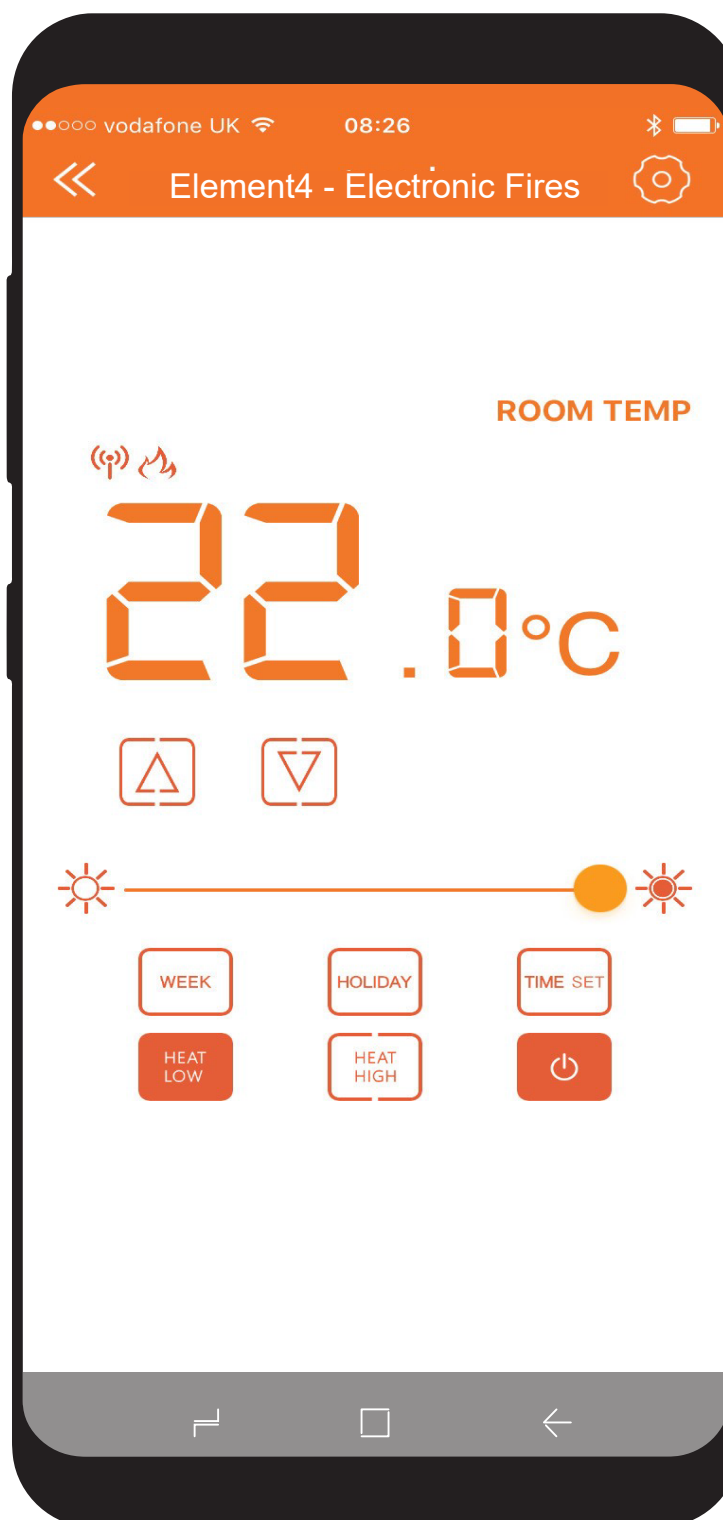 vodafone UK 08:26
Element4 - Electronic Fires
ROOM TEMP
22.0°C
WEEK HOLIDAY TIME SET
HEAT LOW
HEAT HIGH